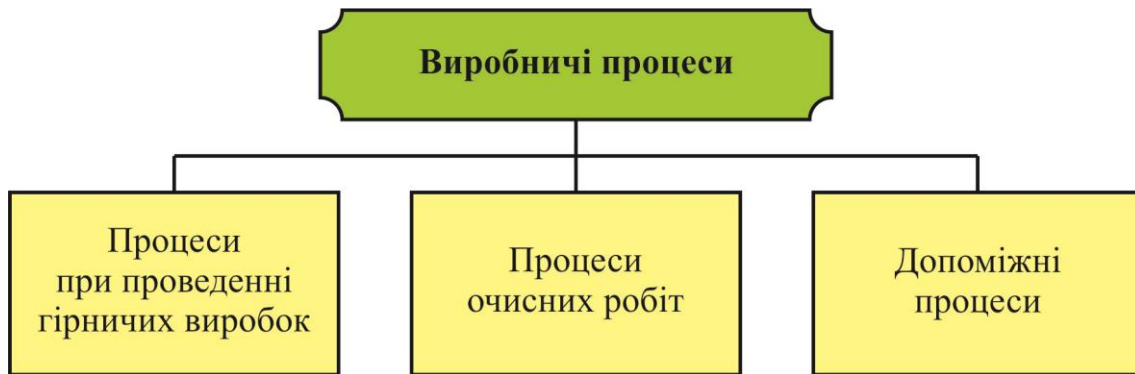 Виробничі процеси
Процеси
при проведенні
гірничих виробок
Процеси
очисних робіт
Допоміжні
процеси